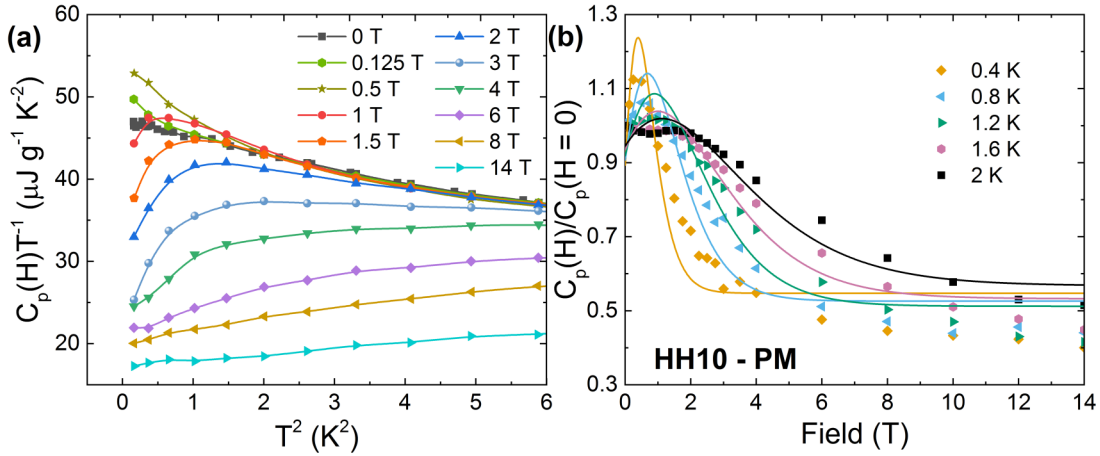 (a)
60
50
40
30
20
C_p(H)T⁻¹ (μJ g⁻¹ K⁻²)
0 T
0.125 T
0.5 T
1 T
1.5 T
2 T
3 T
4 T
6 T
8 T
14 T
0 1 2 3 4 5 6
T² (K²)
(b)
1.3
1.1
0.9
0.7
0.5
0.3
C_p(H)/C_p(H = 0)
0.4 K
0.8 K
1.2 K
1.6 K
2 K
HH10 - PM
0 2 4 6 8 10 12 14
Field (T)